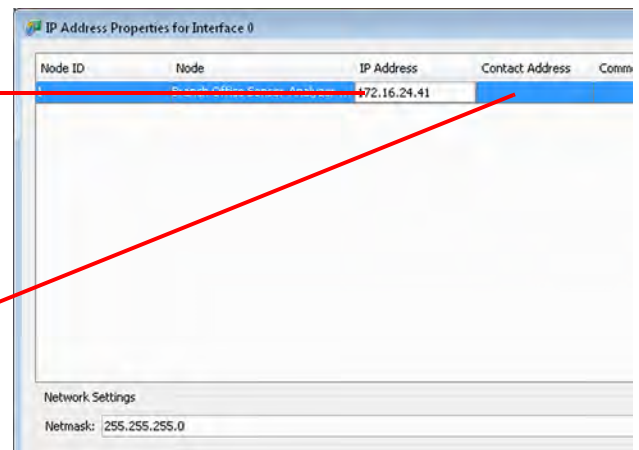 IP Address Properties for Interface 0
Node ID Node IP Address Contact Address Comme
172.16.24.41
Network Settings
Netmask: 255.255.255.0